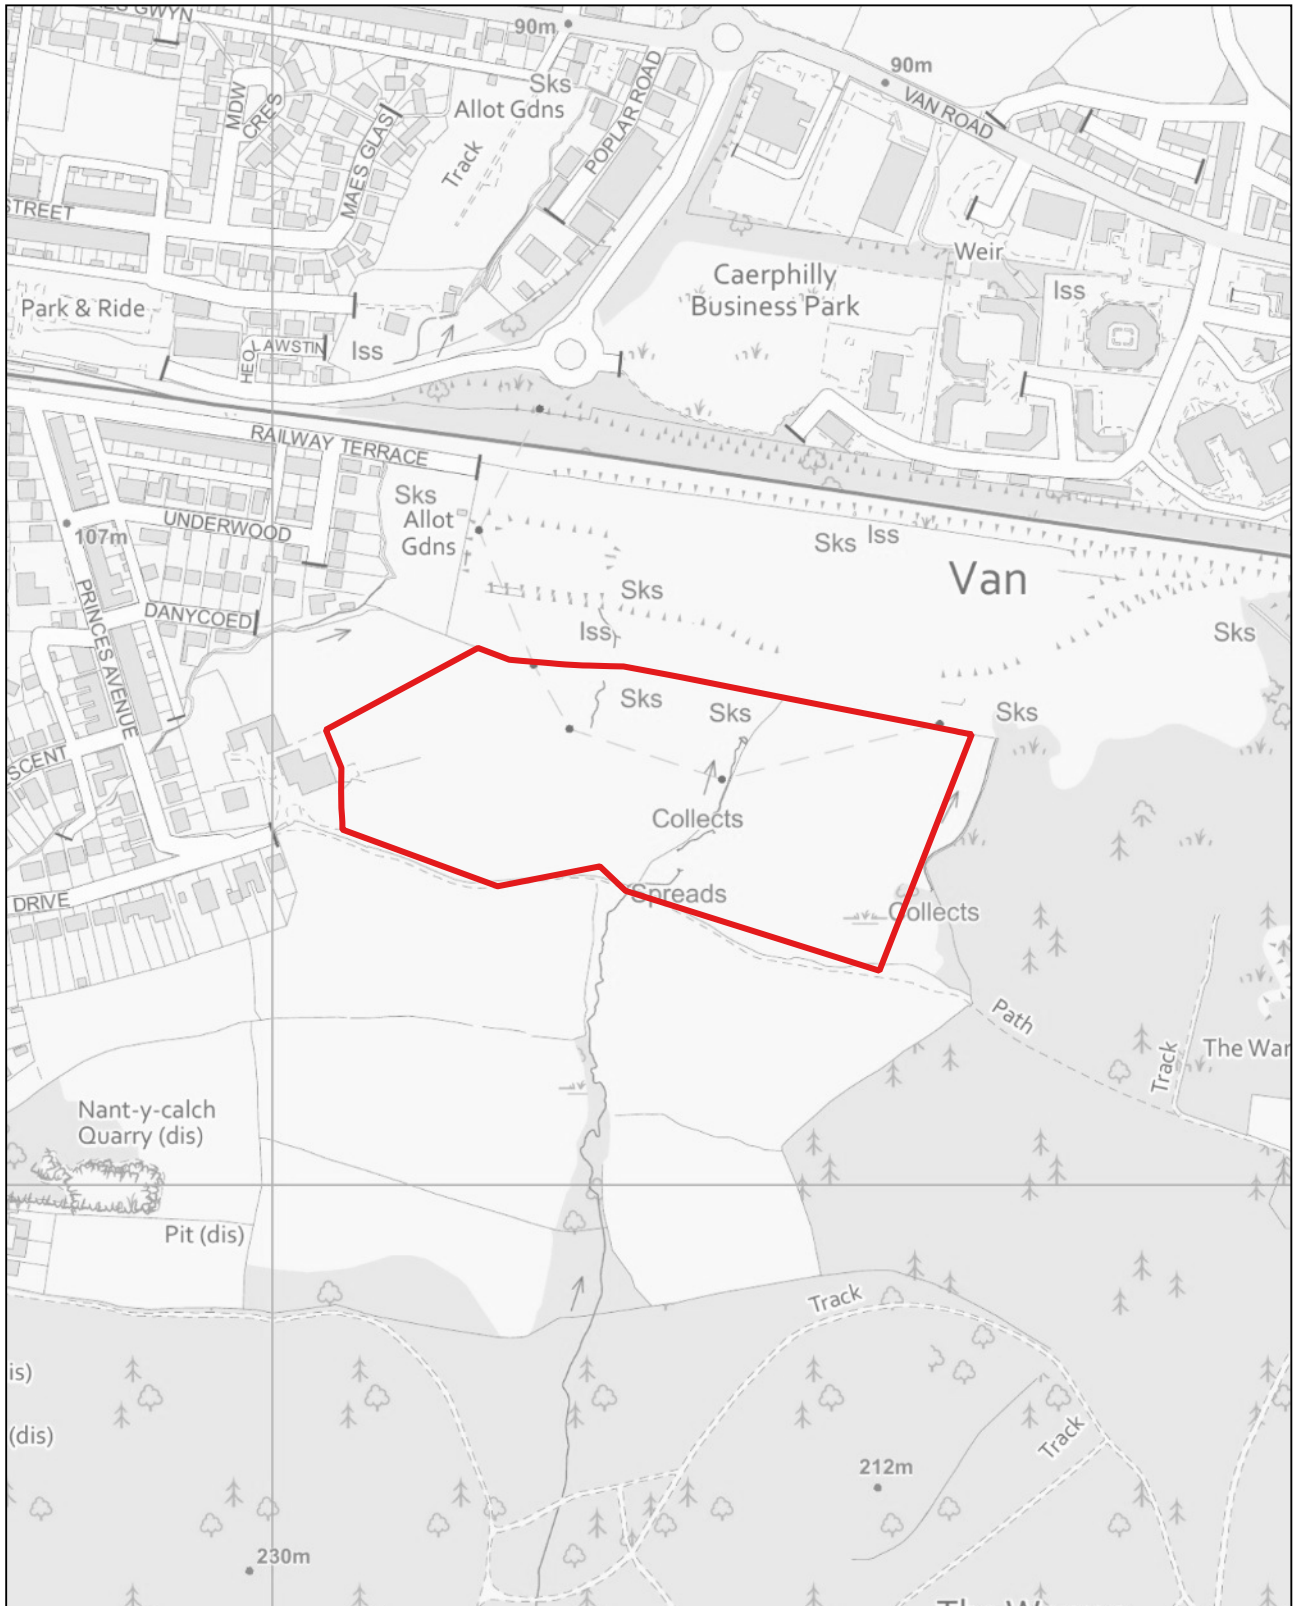 GWYN
90m
90m
VAN ROAD
Sks
Allot Gdns
POPLAR ROAD
MDW
CRES
MAES GLAS
Track
STREET
Weir
Caerphilly
Business Park
Iss
Park & Ride
HEOL
LAWSTIN
Iss
RAILWAY TERRACE
Sks
Allot
Gdns
UNDERWOOD
107m
Sks
Iss
Van
PRINCES AVENUE
DANYCOED
Sks
Iss
Sks
Sks
Sks
Sks
SCENT
Collects
DRIVE
Spreads
Collects
Path
Track
The War
Nant-y-calch
Quarry (dis)
Pit (dis)
Track
is)
(dis)
Track
212m
230m